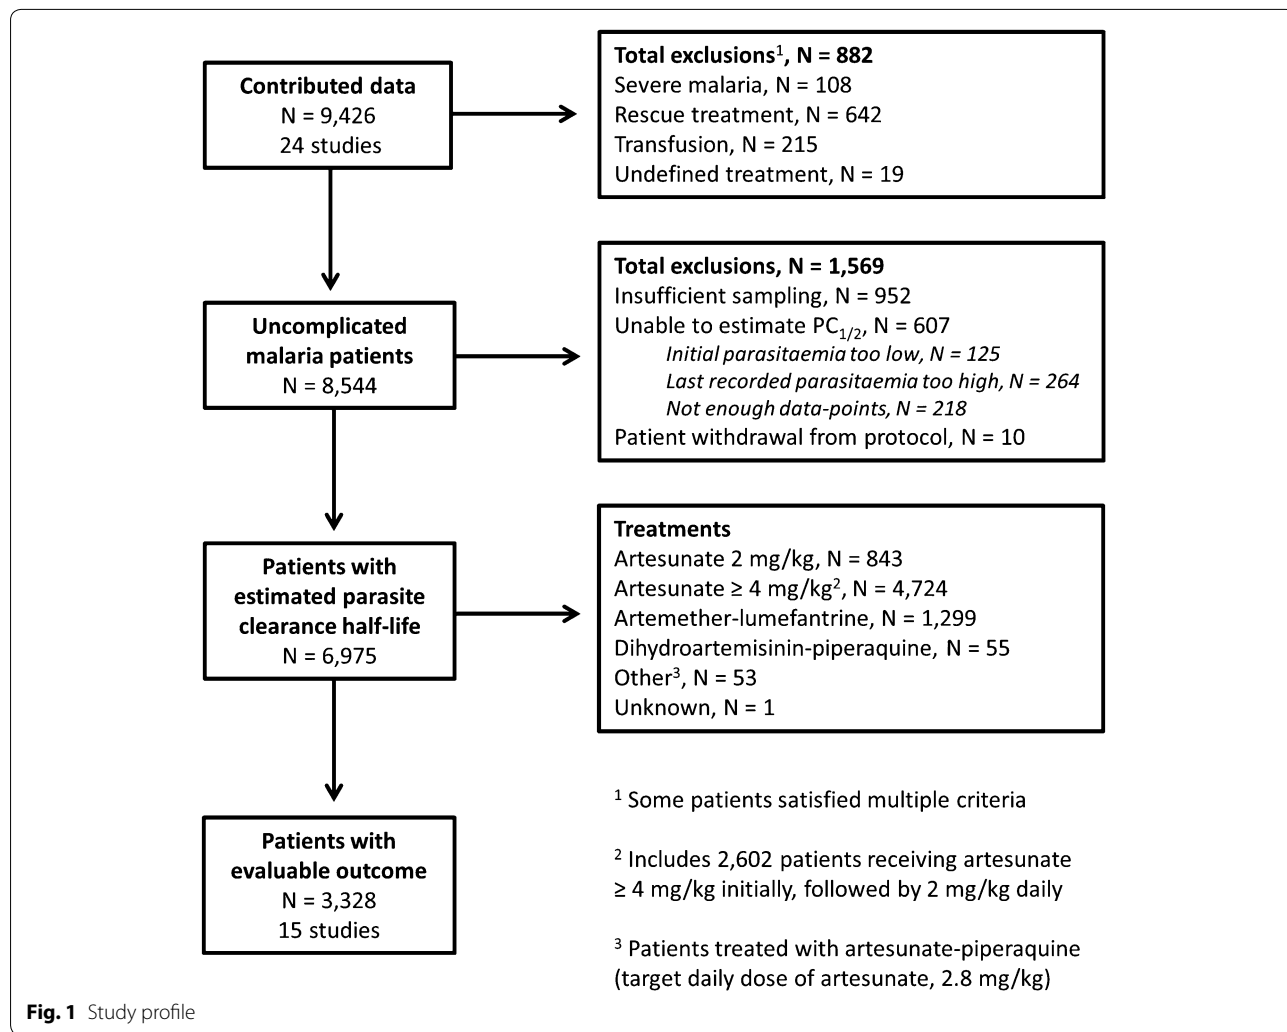 Contributed data
N = 9,426
24 studies
Total exclusions¹, N = 882
Severe malaria, N = 108
Rescue treatment, N = 642
Transfusion, N = 215
Undefined treatment, N = 19
Uncomplicated
malaria patients
N = 8,544
Total exclusions, N = 1,569
Insufficient sampling, N = 952
Unable to estimate PC1/2, N = 607
Initial parasitaemia too low, N = 125
Last recorded parasitaemia too high, N = 264
Not enough data-points, N = 218
Patient withdrawal from protocol, N = 10
Patients with
estimated parasite
clearance half-life
N = 6,975
Treatments
Artesunate 2 mg/kg, N = 843
Artesunate ≥ 4 mg/kg², N = 4,724
Artemether-lumefantrine, N = 1,299
Dihydroartemisinin-piperaquine, N = 55
Other³, N = 53
Unknown, N = 1
Patients with
evaluable outcome
N = 3,328
15 studies
¹ Some patients satisfied multiple criteria
² Includes 2,602 patients receiving artesunate
≥ 4 mg/kg initially, followed by 2 mg/kg daily
³ Patients treated with artesunate-piperaquine
(target daily dose of artesunate, 2.8 mg/kg)
Fig. 1 Study profile